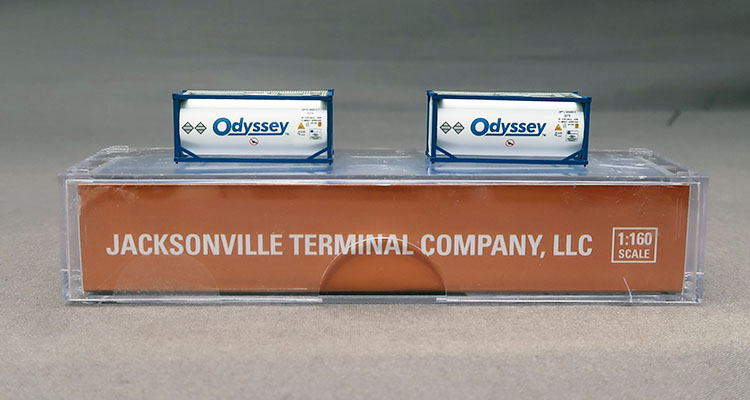 Odyssey
Odyssey
JACKSONVILLE TERMINAL COMPANY, LLC
1:160
SCALE